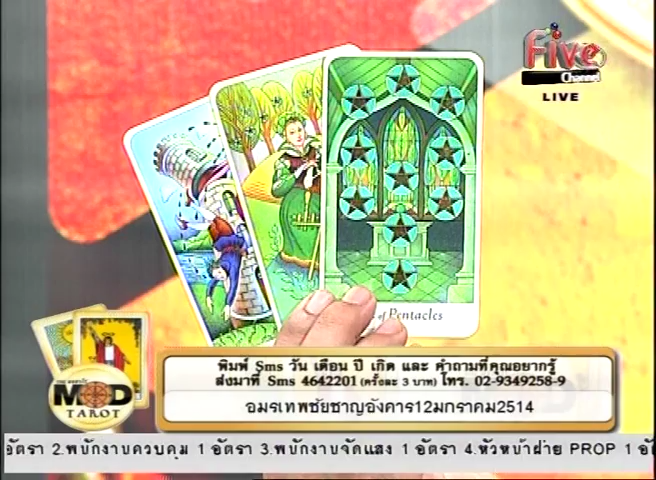 Five
Channel
LIVE
of Pentacles
พิมพ์ Sms วัน เดือน ปี เกิด และ คำถามที่คุณอยากรู้
ส่งมาที่ Sms 4642201 (ครั้งละ 3 บาท) โทร. 02-9349258-9
MOD
TAROT
อมรเทพชัยชาญอังคาร12มกราคม2514
อัตรา 2.พนักงานควบคุม 1 อัตรา 3.พนักงานจัดแสง 1 อัตรา 4.หัวหน้าฝ่าย PROP 1 อั